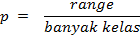 p = range
banyak kelas